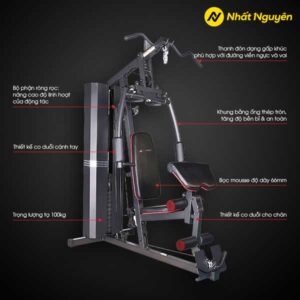 Nhất Nguyên
Thanh đòn dạng gấp khúc
phù hợp với đường viền ngực và vai
Bộ phận ròng rọc:
nâng cao độ linh hoạt
của động tác
Khung bằng ống thép tròn,
tăng độ bền bỉ & an toàn
Thiết kế co duỗi cánh tay
Bọc mousse độ dày 66mm
Trọng lượng tạ 100kg
Thiết kế co duỗi cho chân